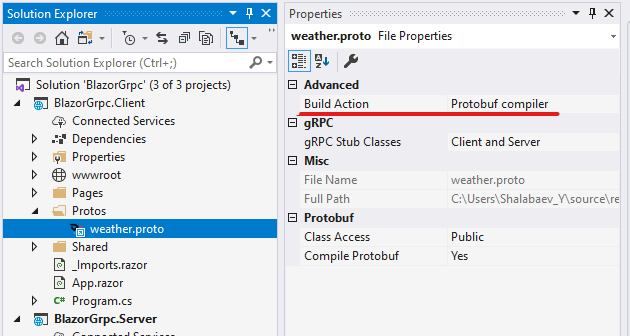 Solution Explorer
Search Solution Explorer (Ctrl+;)
Solution 'BlazorGrpc' (3 of 3 projects)
BlazorGrpc.Client
Connected Services
Dependencies
Properties
wwwroot
Pages
Protos
weather.proto
Shared
_Imports.razor
App.razor
C# Program.cs
BlazorGrpc.Server
Connected Services
Properties
weather.proto File Properties
Advanced
Build Action Protobuf compiler
gRPC
gRPC Stub Classes Client and Server
Misc
File Name weather.proto
Full Path C:\Users\Shalabaev_Y\source\re
Protobuf
Class Access Public
Compile Protobuf Yes